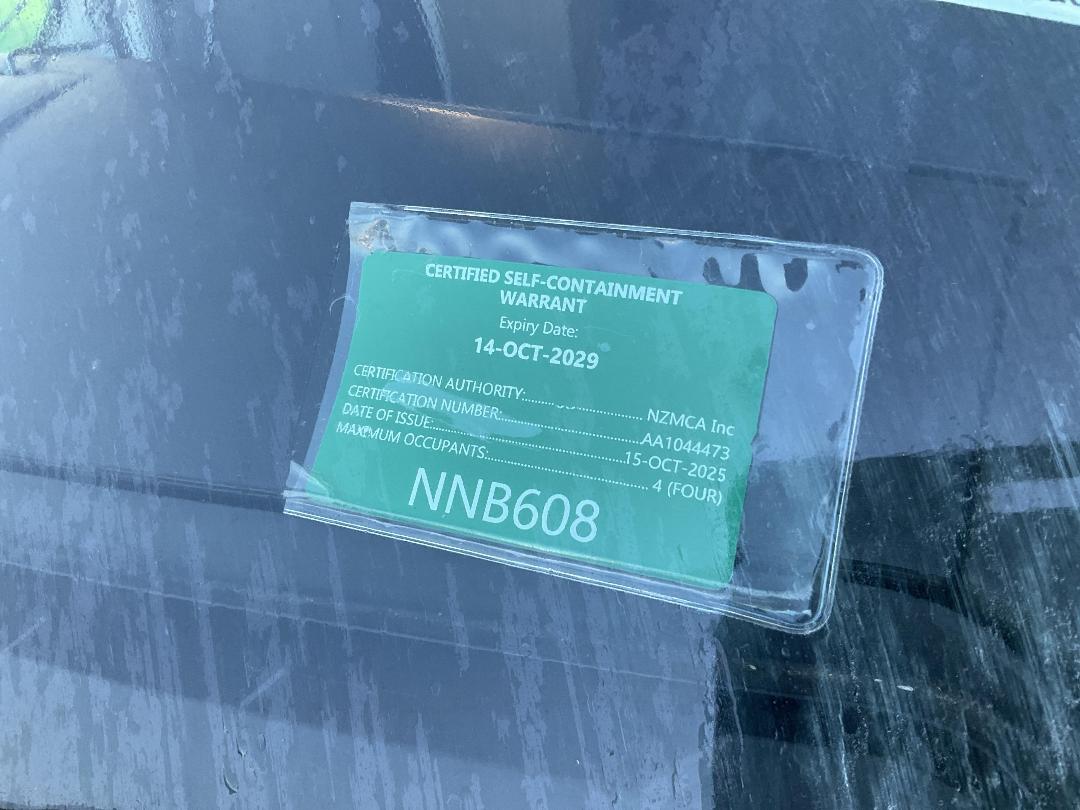 CERTIFIED SELF-CONTAINMENT
WARRANT
Expiry Date:
14-OCT-2029
CERTIFICATION AUTHORITY:........................... NZMCA Inc
CERTIFICATION NUMBER:................................AA1044473
DATE OF ISSUE:............................................15-OCT-2025
MAXIMUM OCCUPANTS:................................... 4 (FOUR)
NNB608